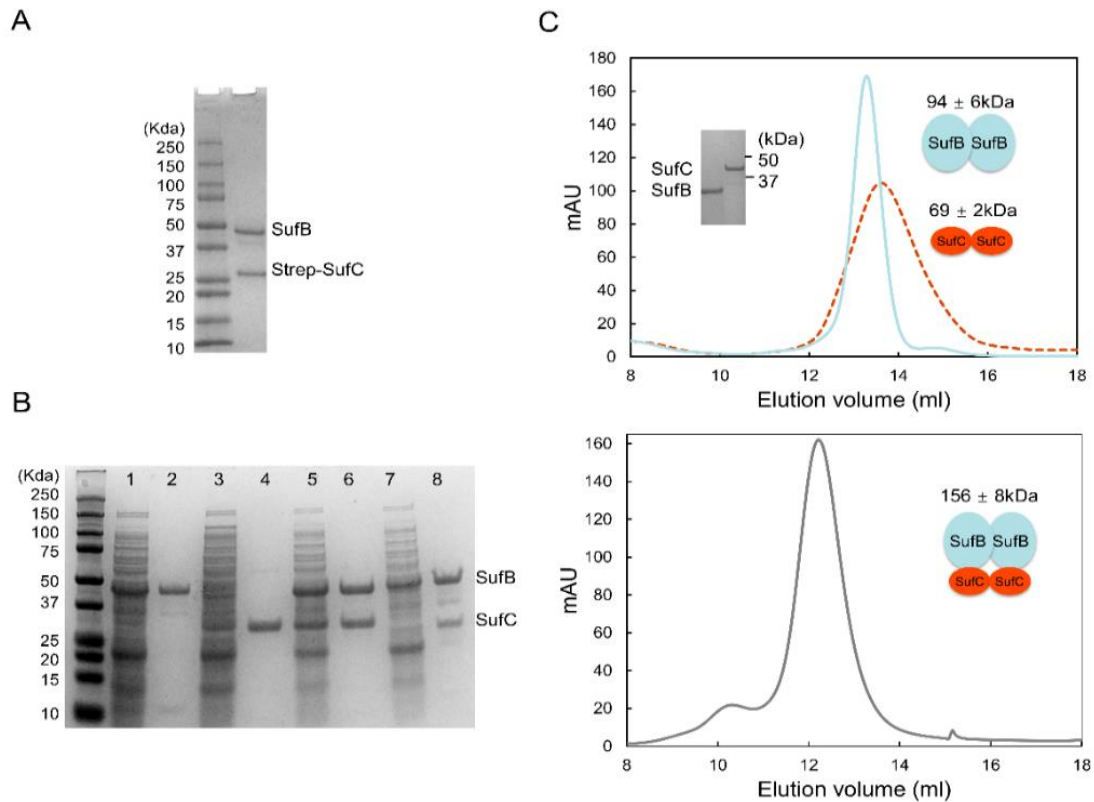 A
(Kda)
250
150
100
75
50
37
25
20
15
10
SufB
Strep-SufC
B
(Kda)
1 2 3 4 5 6 7 8
250
150
100
75
50
37
25
20
15
10
SufB
SufC
C
180
160
140
120
100
80
60
40
20
0
mAU
8 10 12 14 16 18
Elution volume (ml)
(kDa)
50
37
SufC
SufB
94 ± 6kDa
SufB SufB
69 ± 2kDa
SufC SufC
160
140
120
100
80
60
40
20
0
mAU
8 10 12 14 16 18
Elution volume (ml)
156 ± 8kDa
SufB SufB
SufC SufC